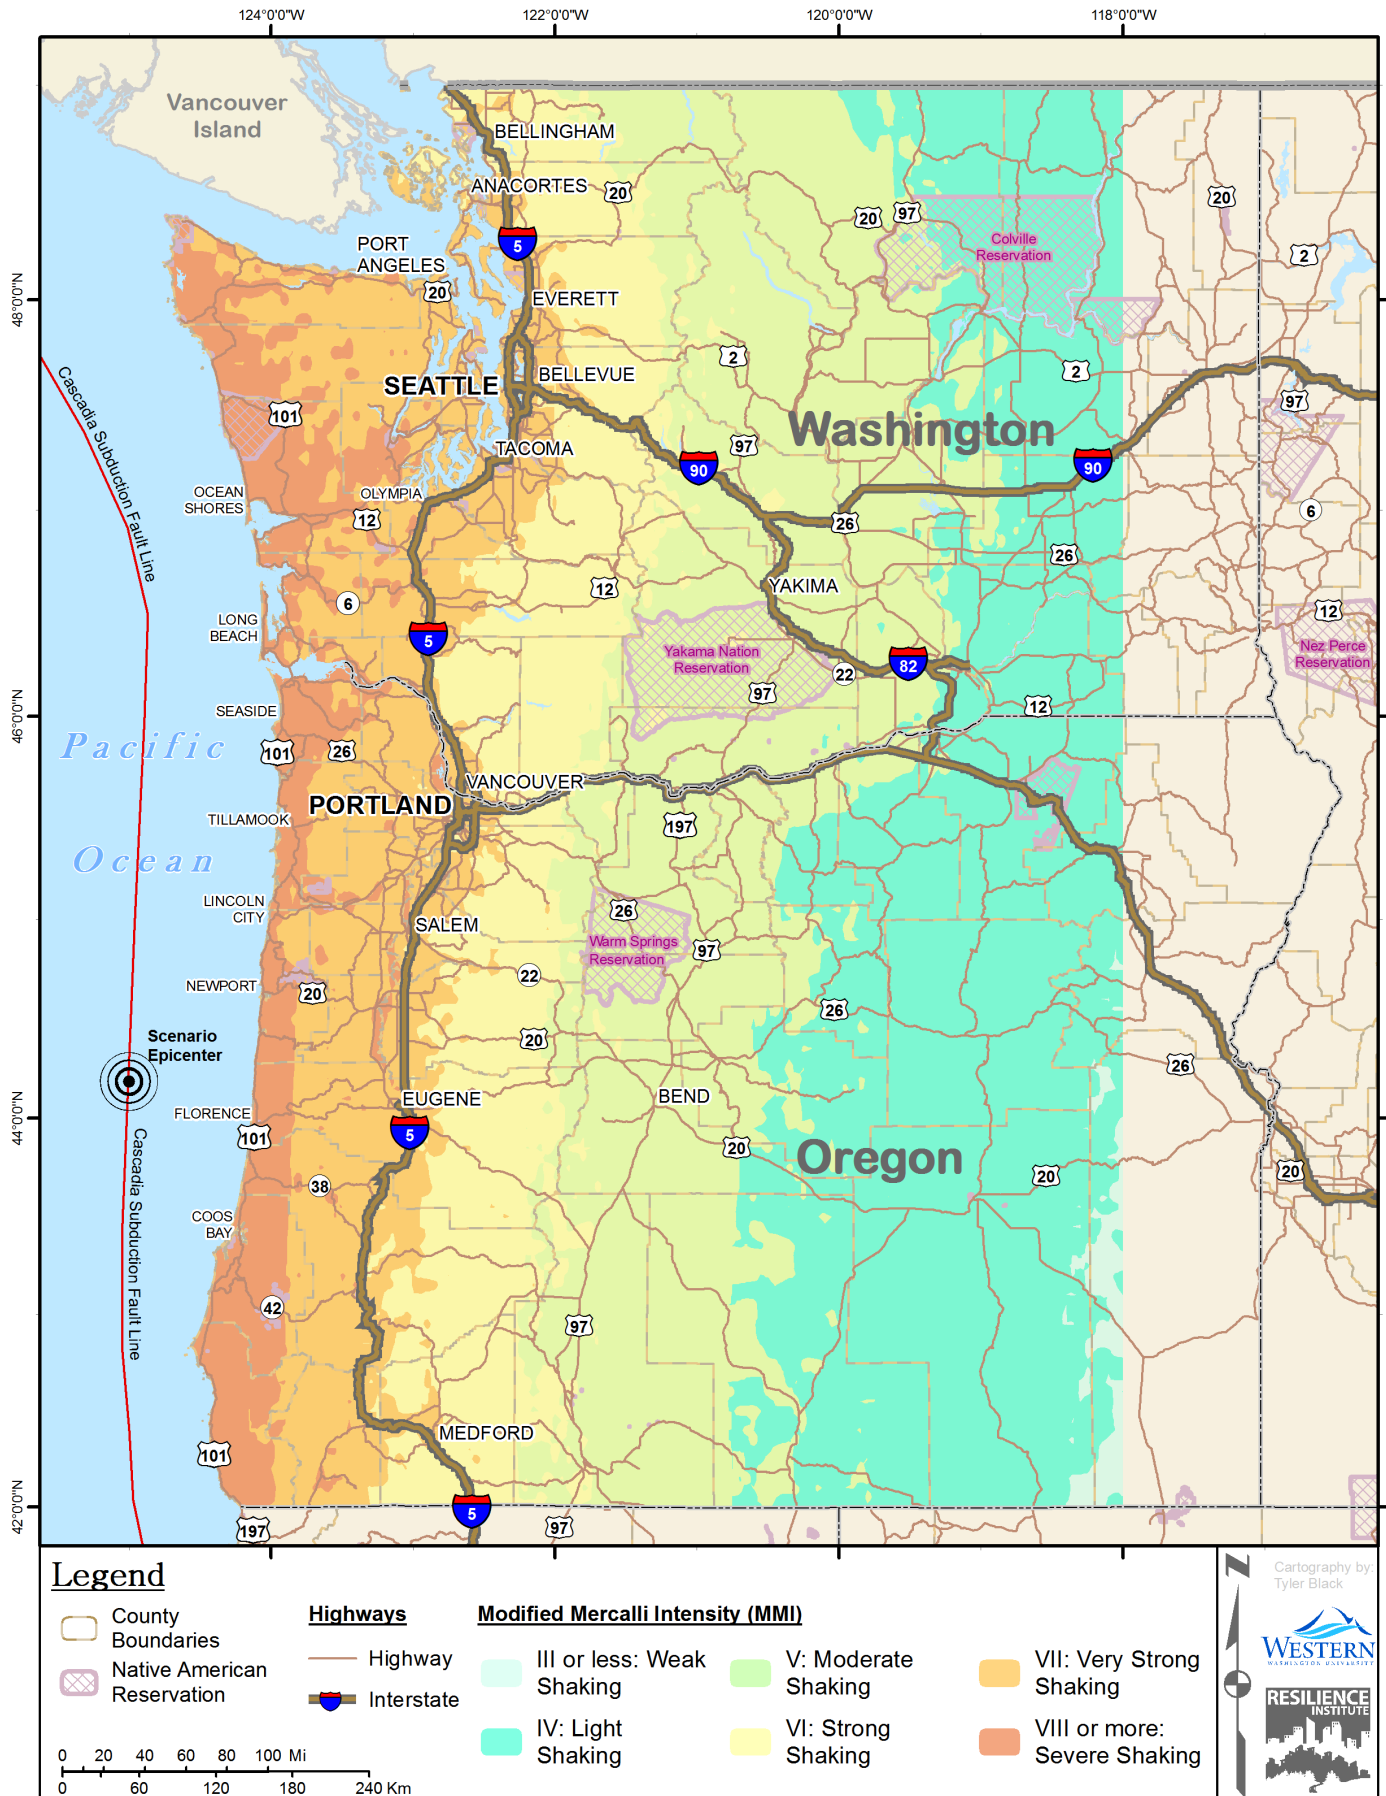 124°0'0"W
122°0'0"W
120°0'0"W
118°0'0"W
48°0'0"N
46°0'0"N
44°0'0"N
42°0'0"N
Vancouver
Island
BELLINGHAM
ANACORTES
20
20
97
20
5
Colville
Reservation
2
PORT
ANGELES
20
EVERETT
2
2
SEATTLE
BELLEVUE
97
Cascadia Subduction Fault Line
101
Washington
97
TACOMA
90
90
OCEAN
SHORES
OLYMPIA
12
26
6
26
12
YAKIMA
6
12
LONG
BEACH
5
Yakama Nation
Reservation
82
22
97
Nez Perce
Reservation
SEASIDE
12
Pacific
Ocean
101
26
VANCOUVER
PORTLAND
TILLAMOOK
197
LINCOLN
CITY
26
SALEM
Warm Springs
Reservation
97
22
NEWPORT
20
26
Scenario
Epicenter
20
26
EUGENE
BEND
FLORENCE
101
5
20
Oregon
20
20
38
Cascadia Subduction Fault Line
COOS
BAY
42
97
MEDFORD
101
5
197
97
Legend
County
Boundaries
Native American
Reservation
Highways
Highway
Interstate
Modified Mercalli Intensity (MMI)
III or less: Weak
Shaking
IV: Light
Shaking
V: Moderate
Shaking
VI: Strong
Shaking
VII: Very Strong
Shaking
VIII or more:
Severe Shaking
0 20 40 60 80 100 Mi
0 60 120 180 240 Km
N
Cartography by:
Tyler Black
WESTERN
WASHINGTON UNIVERSITY
RESILIENCE
INSTITUTE